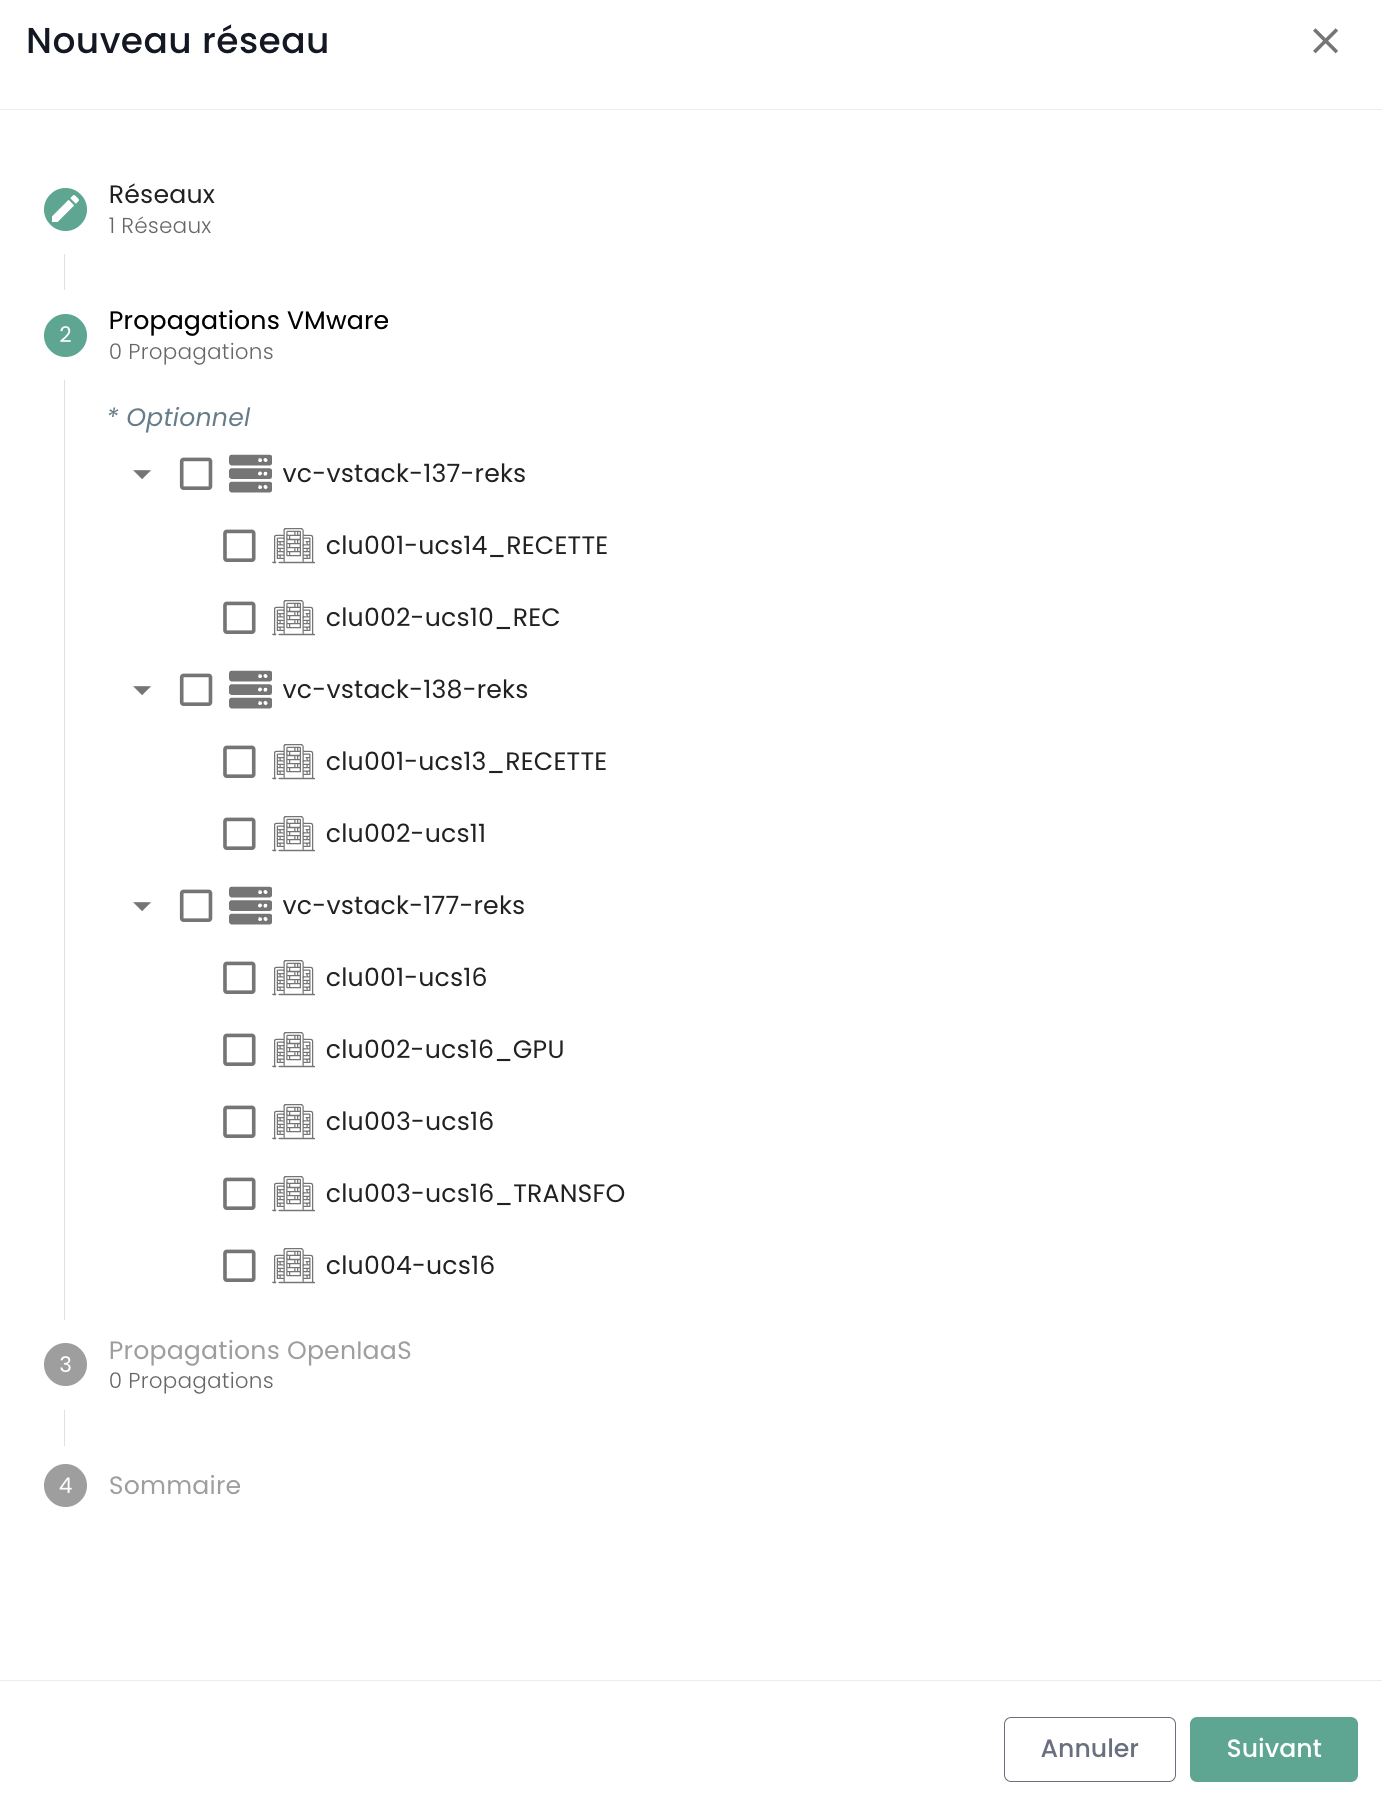 Nouveau réseau
Réseaux
1 Réseaux
2
Propagations VMware
0 Propagations
* Optionnel
vc-vstack-137-reks
clu001-ucs14_RECETTE
clu002-ucs10_REC
vc-vstack-138-reks
clu001-ucs13_RECETTE
clu002-ucs11
vc-vstack-177-reks
clu001-ucs16
clu002-ucs16_GPU
clu003-ucs16
clu003-ucs16_TRANSFO
clu004-ucs16
3
Propagations OpenIaaS
0 Propagations
4
Sommaire
Annuler
Suivant